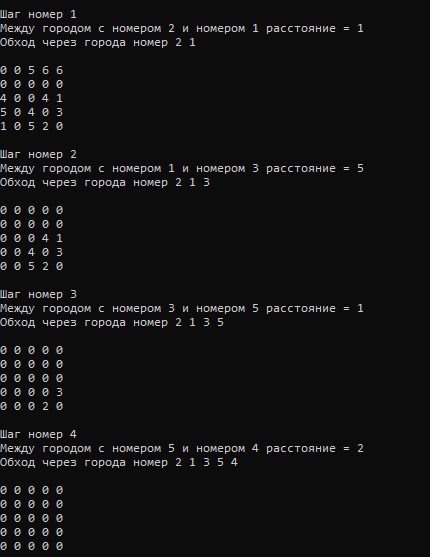 Шаг номер 1
Между городом с номером 2 и номером 1 расстояние = 1
Обход через города номер 2 1
0 0 5 6 6
0 0 0 0 0
4 0 0 4 1
5 0 4 0 3
1 0 5 2 0
Шаг номер 2
Между городом с номером 1 и номером 3 расстояние = 5
Обход через города номер 2 1 3
0 0 0 0 0
0 0 0 0 0
0 0 0 4 1
0 0 4 0 3
0 0 5 2 0
Шаг номер 3
Между городом с номером 3 и номером 5 расстояние = 1
Обход через города номер 2 1 3 5
0 0 0 0 0
0 0 0 0 0
0 0 0 0 0
0 0 0 0 3
0 0 0 2 0
Шаг номер 4
Между городом с номером 5 и номером 4 расстояние = 2
Обход через города номер 2 1 3 5 4
0 0 0 0 0
0 0 0 0 0
0 0 0 0 0
0 0 0 0 0
0 0 0 0 0